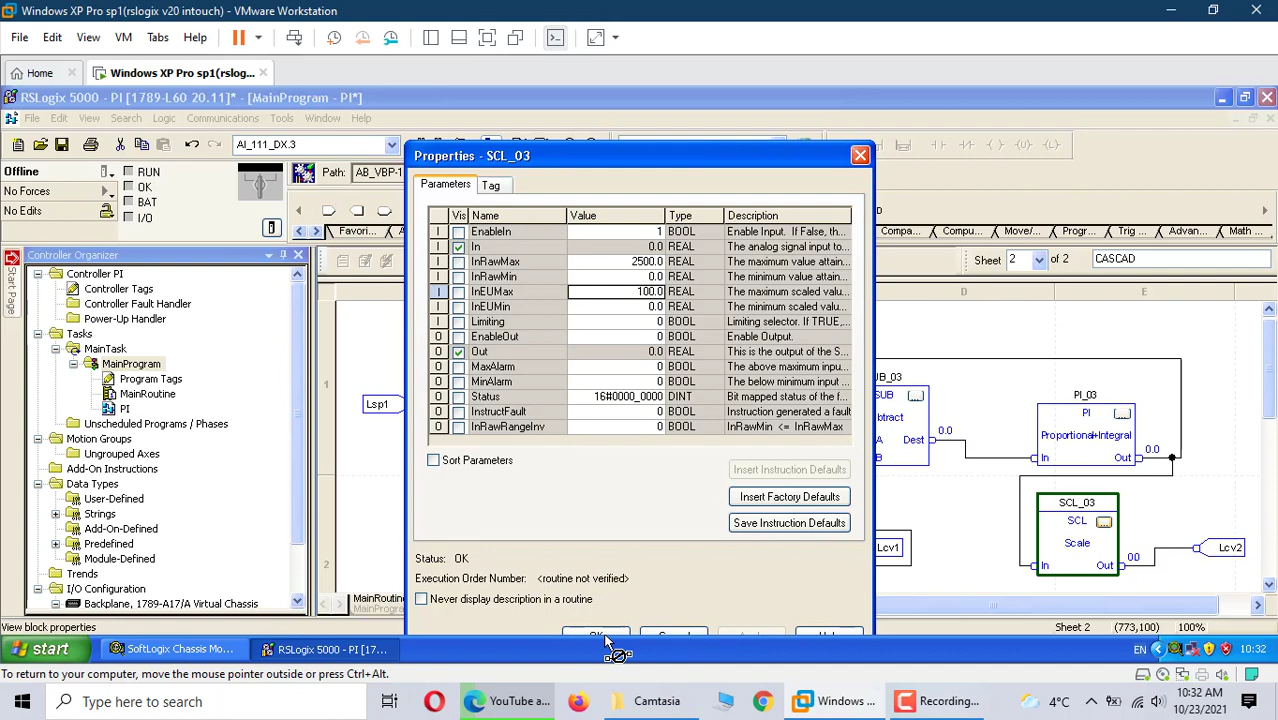 Windows XP Pro sp1(rslogix v20 intouch) - VMware Workstation
File Edit View VM Tabs Help
Home
Windows XP Pro sp1(rslog...
RSLogix 5000 - PI [1789-L60 20.11]* - [MainProgram - PI*]
File Edit View Search Logic Communications Tools Window Help
AI_111_DX.3
Offline
No Forces
No Edits
RUN
OK
BAT
I/O
Path: AB_VBP-1
Favori...
Compu... Move/... Progr... Trig ... Advan... Math ...
Start Page
Controller Organizer
Controller PI
Controller Tags
Controller Fault Handler
Power-Up Handler
Tasks
MainTask
MainProgram
Program Tags
MainRoutine
PI
Unscheduled Programs / Phases
Motion Groups
Ungrouped Axes
Add-On Instructions
Data Types
User-Defined
Strings
Add-On-Defined
Predefined
Module-Defined
Trends
I/O Configuration
Backplane, 1789-A17/A Virtual Chassis
Sheet 2 of 2 CASCAD
D E
1
2
Lsp1
Properties - SCL_03
Parameters Tag
Vis Name Value Type Description
I EnableIn 1 BOOL Enable Input. If False, th...
I In 0.0 REAL The analog signal input to...
I InRawMax 2500.0 REAL The maximum value attain...
I InRawMin 0.0 REAL The minimum value attain...
I InEUMax 100.0 REAL The maximum scaled valu...
I InEUMin 0.0 REAL The minimum scaled valu...
I Limiting 0 BOOL Limiting selector. If TRUE,...
O EnableOut 0 BOOL Enable Output.
O Out 0.0 REAL This is the output of the S...
O MaxAlarm 0 BOOL The above maximum inpu...
O MinAlarm 0 BOOL The below minimum input ...
O Status 16#0000_0000 DINT Bit mapped status of the f...
O InstructFault 0 BOOL Instruction generated a fault
O InRawRangeInv 0 BOOL InRawMin <= InRawMax
Sort Parameters
Insert Instruction Defaults
Insert Factory Defaults
Save Instruction Defaults
Status: OK
Execution Order Number: <routine not verified>
Never display description in a routine
UB_03
SUB
btract
A Dest
B
0.0
PI_03
PI
Proportional+Integral
In Out
0.0
SCL_03
SCL
Scale
In Out
0.0
Lcv1
Lcv2
MainRoutin
MainProgram
View block properties
Sheet 2 (773,100) 100%
start
SoftLogix Chassis Mo...
RSLogix 5000 - PI [17...
EN 10:32
To return to your computer, move the mouse pointer outside or press Ctrl+Alt.
Type here to search
YouTube a...
Camtasia
Windows ...
Recording...
4°C
10:32 AM
10/23/2021